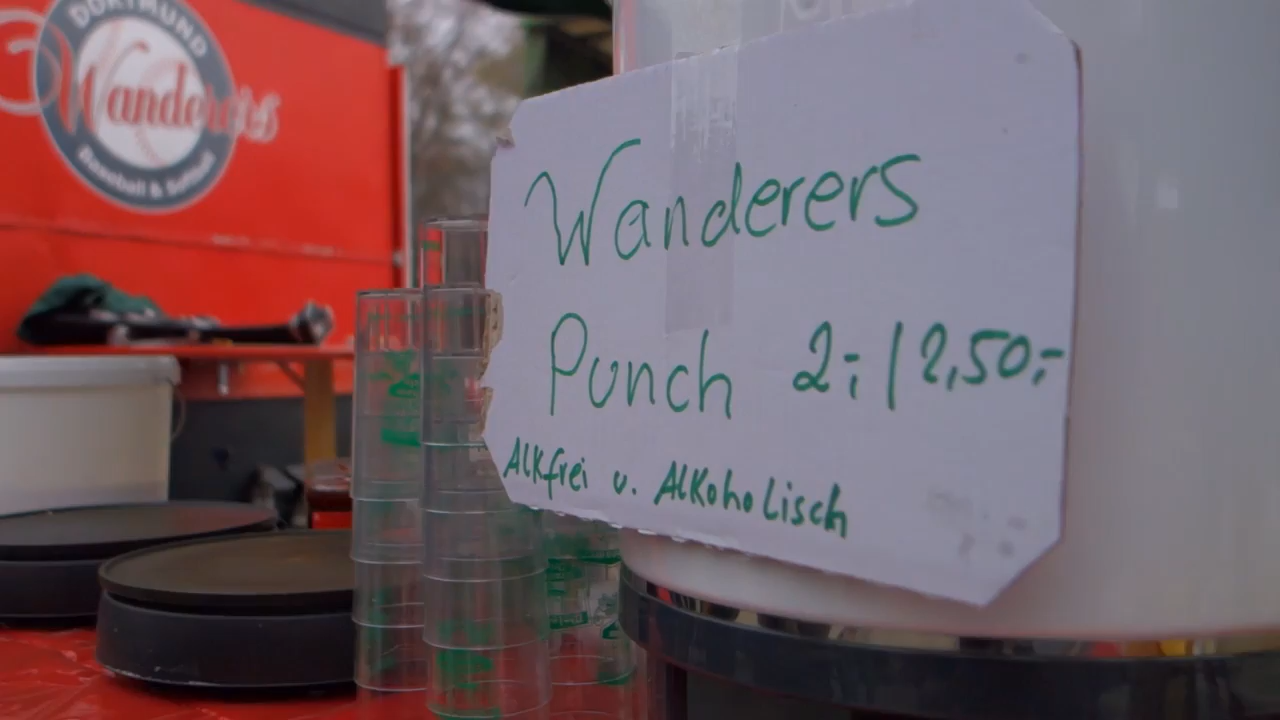 DORTMUND
Wanderers
Baseball & Softball
Wanderers
Punch 2,- / 2,50,-
Alkfrei u. Alkoholisch